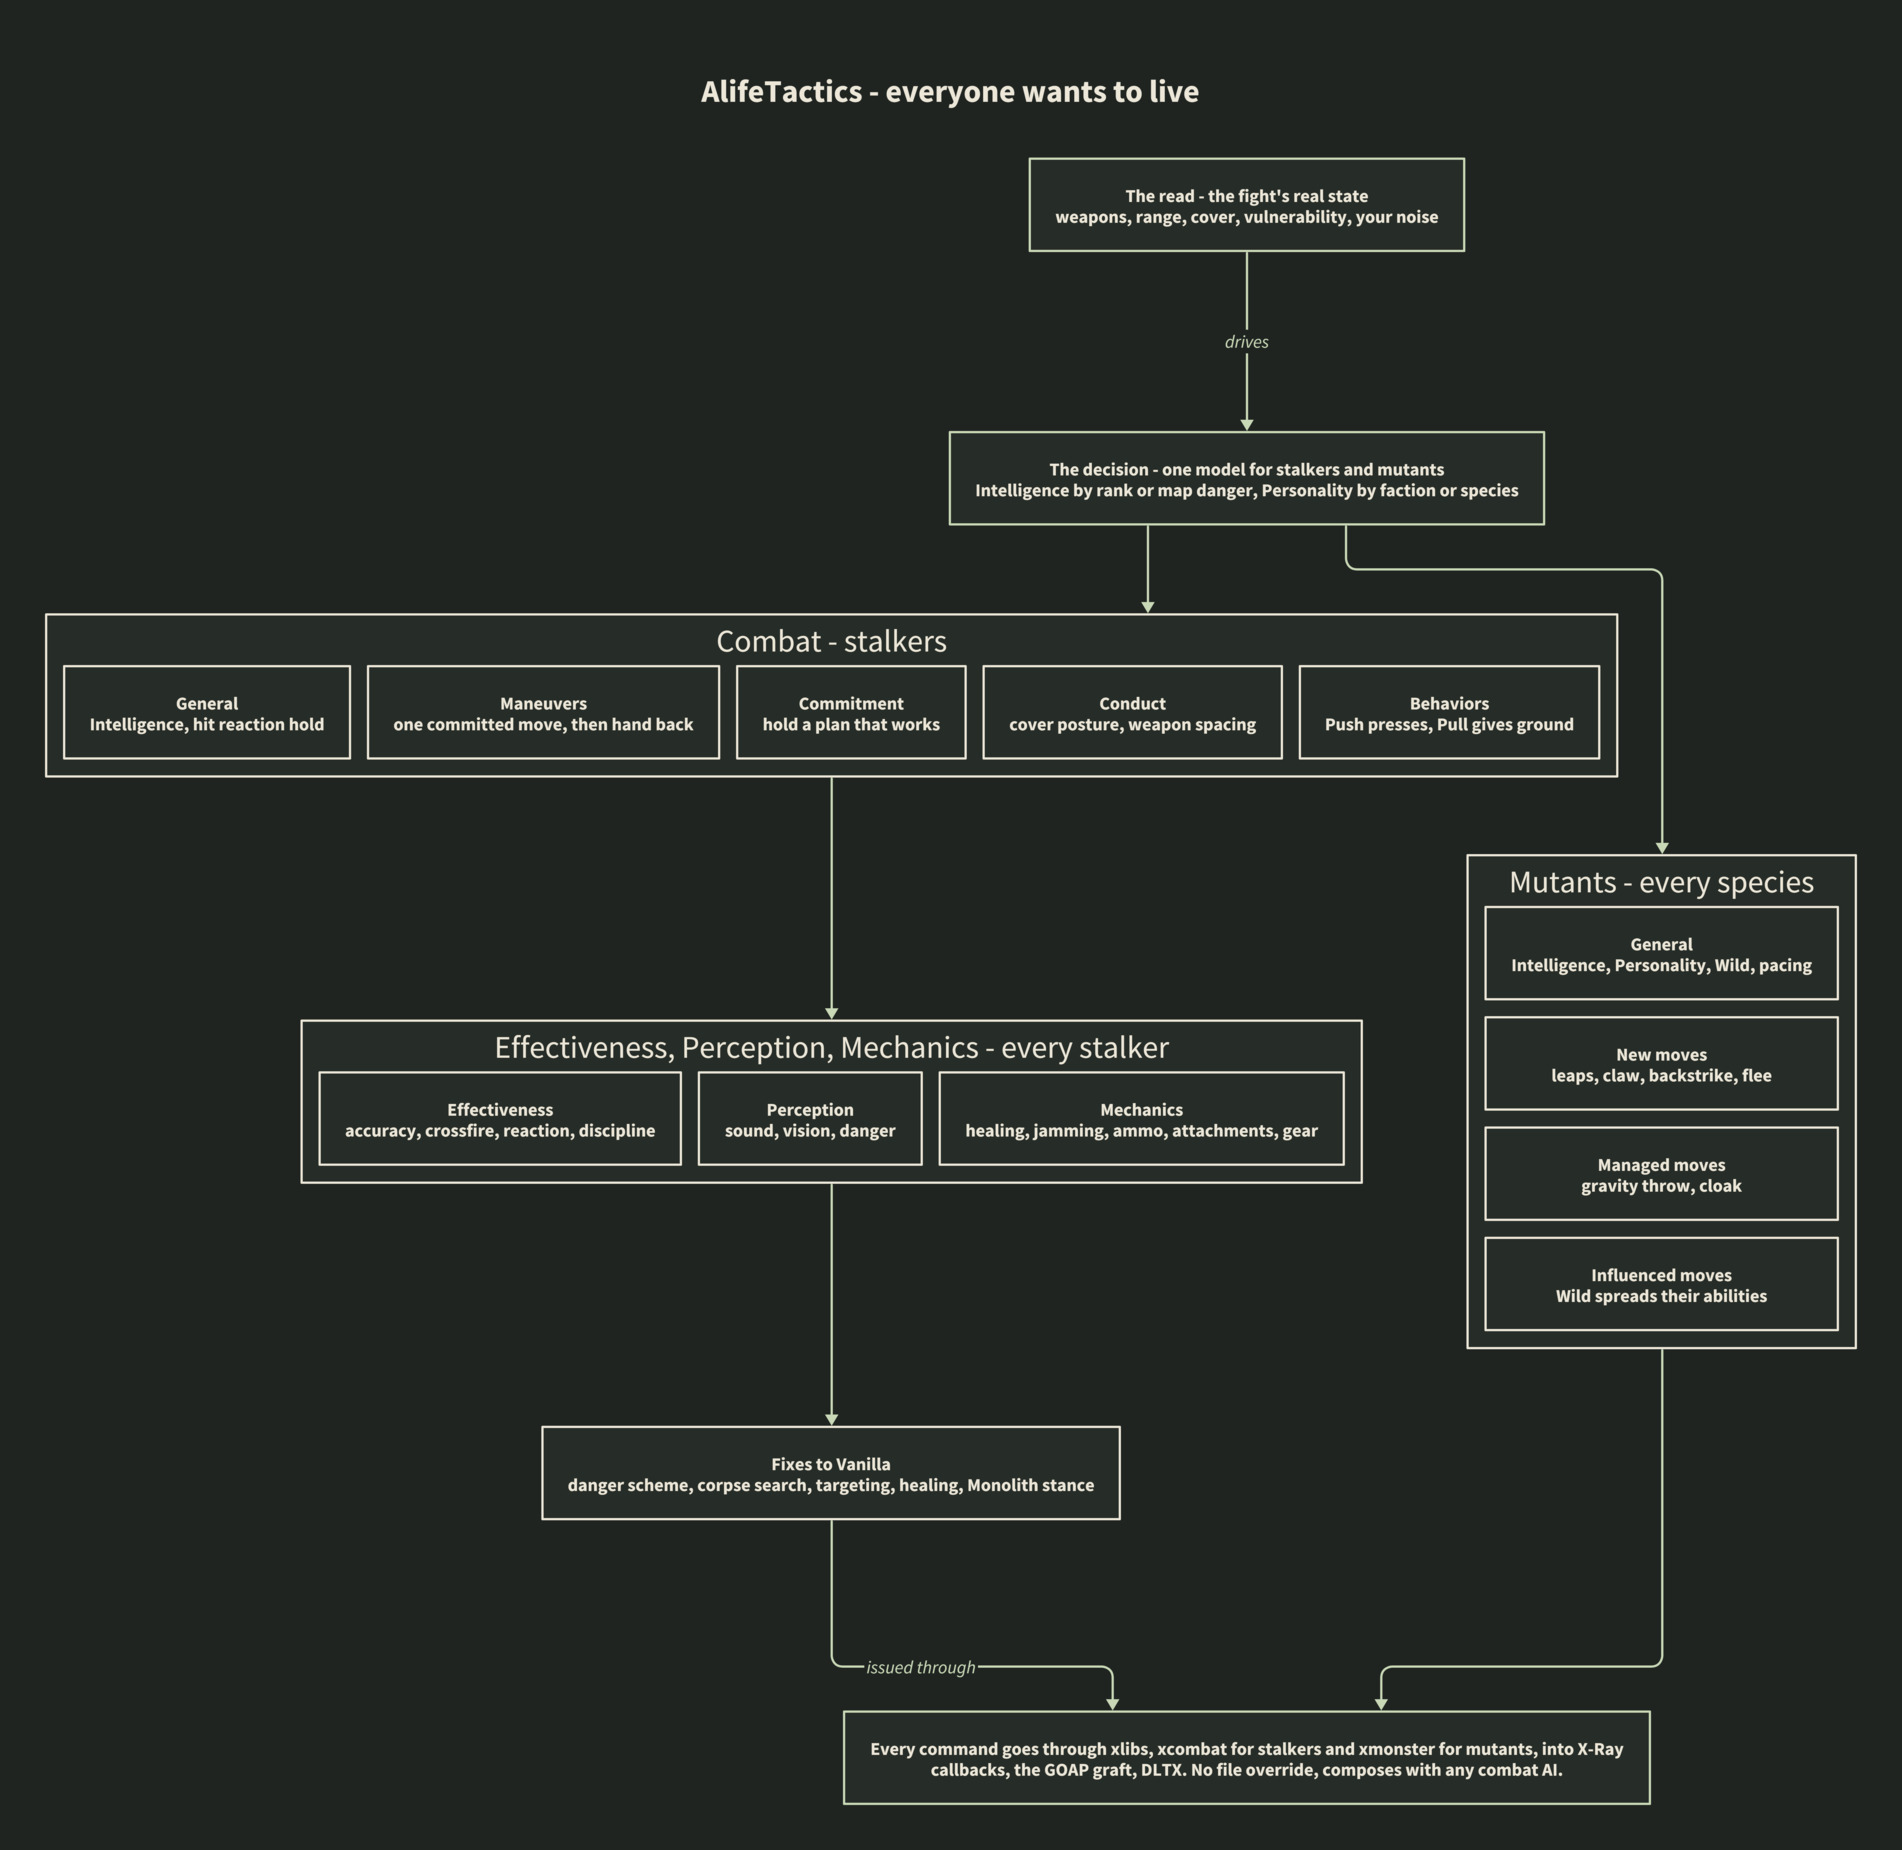 AlifeTactics - everyone wants to live
The read - the fight's real state
weapons, range, cover, vulnerability, your noise
drives
The decision - one model for stalkers and mutants
Intelligence by rank or map danger, Personality by faction or species
Combat - stalkers
General
Intelligence, hit reaction hold
Maneuvers
one committed move, then hand back
Commitment
hold a plan that works
Conduct
cover posture, weapon spacing
Behaviors
Push presses, Pull gives ground
Mutants - every species
General
Intelligence, Personality, Wild, pacing
New moves
leaps, claw, backstrike, flee
Managed moves
gravity throw, cloak
Influenced moves
Wild spreads their abilities
Effectiveness, Perception, Mechanics - every stalker
Effectiveness
accuracy, crossfire, reaction, discipline
Perception
sound, vision, danger
Mechanics
healing, jamming, ammo, attachments, gear
Fixes to Vanilla
danger scheme, corpse search, targeting, healing, Monolith stance
issued through
Every command goes through xlibs, xcombat for stalkers and xmonster for mutants, into X-Ray
callbacks, the GOAP graft, DLTX. No file override, composes with any combat AI.